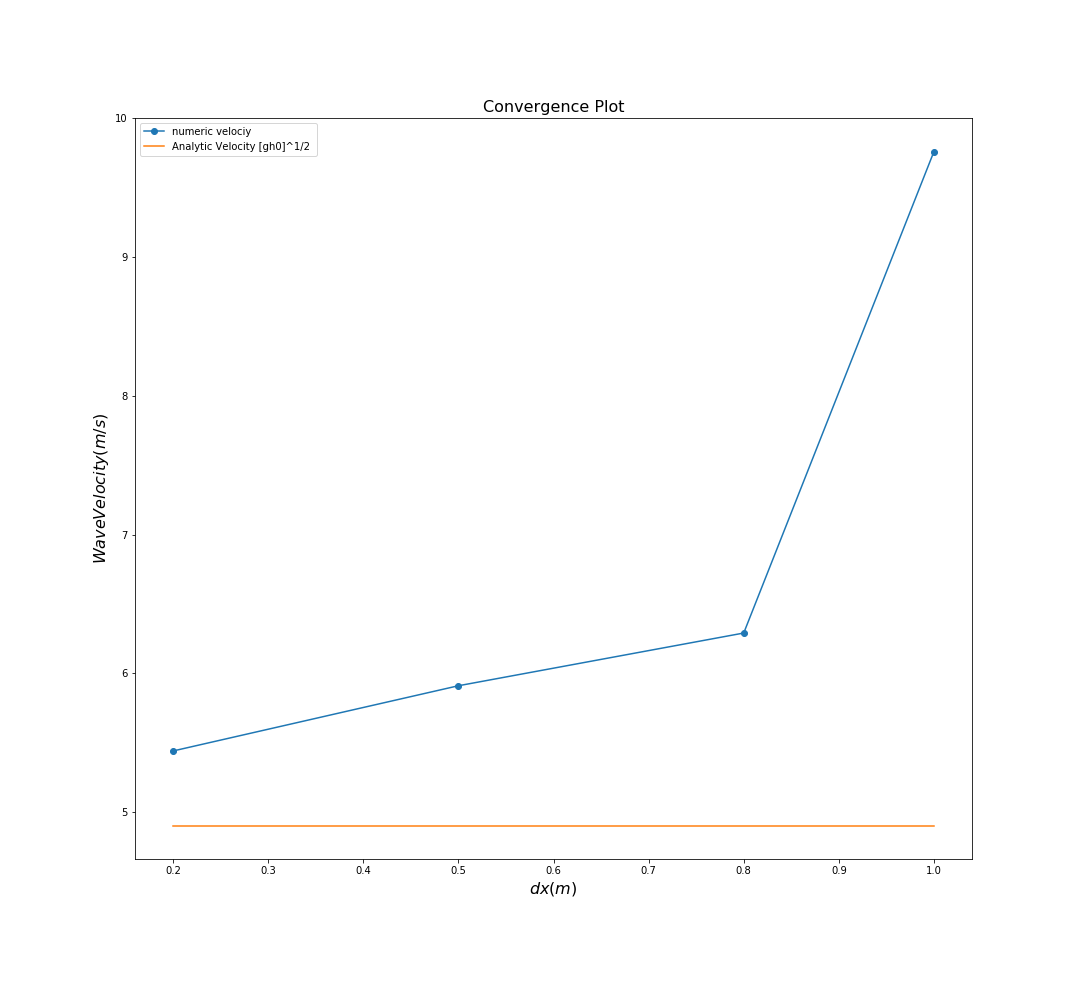 Convergence Plot
numeric velociy
Analytic Velocity [gh0]^1/2
10
9
8
7
6
5
WaveVelocity(m/s)
0.2 0.3 0.4 0.5 0.6 0.7 0.8 0.9 1.0
dx(m)